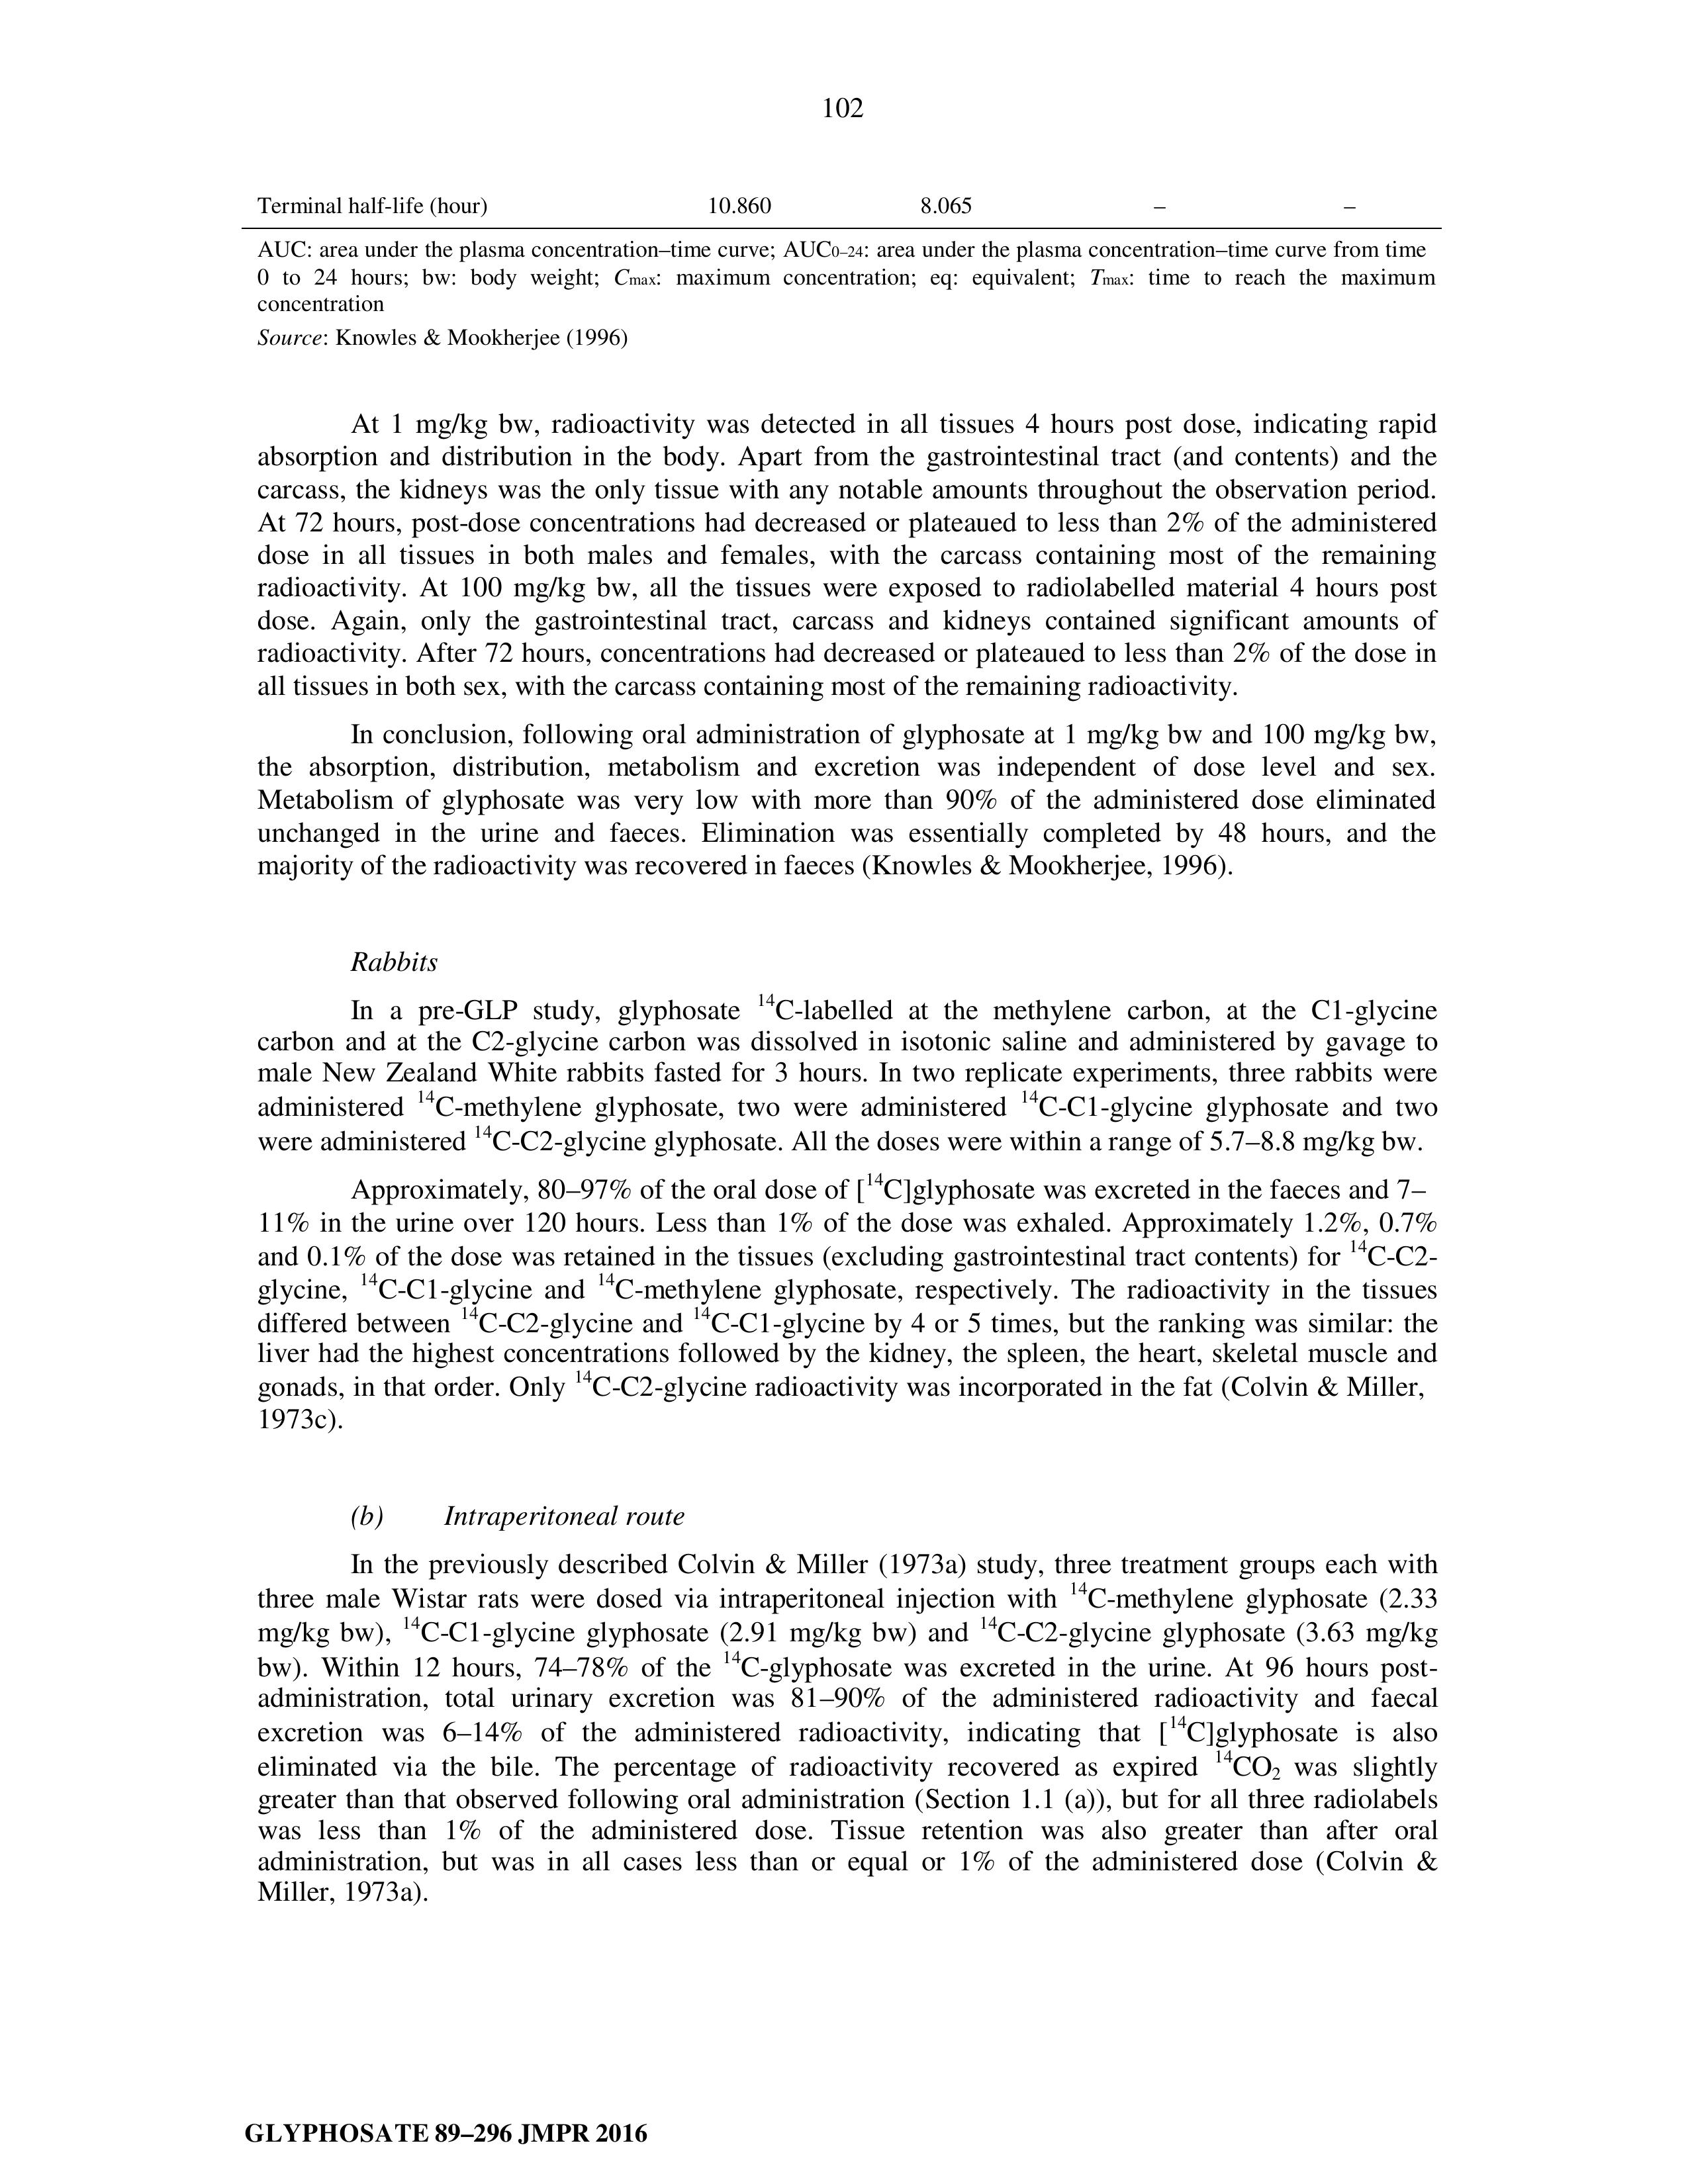 102
Terminal half-life (hour) 10.860 8.065 – –
AUC: area under the plasma concentration–time curve; AUC0–24: area under the plasma concentration–time curve from time
0 to 24 hours; bw: body weight; Cmax: maximum concentration; eq: equivalent; Tmax: time to reach the maximum
concentration
Source: Knowles & Mookherjee (1996)
At 1 mg/kg bw, radioactivity was detected in all tissues 4 hours post dose, indicating rapid
absorption and distribution in the body. Apart from the gastrointestinal tract (and contents) and the
carcass, the kidneys was the only tissue with any notable amounts throughout the observation period.
At 72 hours, post-dose concentrations had decreased or plateaued to less than 2% of the administered
dose in all tissues in both males and females, with the carcass containing most of the remaining
radioactivity. At 100 mg/kg bw, all the tissues were exposed to radiolabelled material 4 hours post
dose. Again, only the gastrointestinal tract, carcass and kidneys contained significant amounts of
radioactivity. After 72 hours, concentrations had decreased or plateaued to less than 2% of the dose in
all tissues in both sex, with the carcass containing most of the remaining radioactivity.
In conclusion, following oral administration of glyphosate at 1 mg/kg bw and 100 mg/kg bw,
the absorption, distribution, metabolism and excretion was independent of dose level and sex.
Metabolism of glyphosate was very low with more than 90% of the administered dose eliminated
unchanged in the urine and faeces. Elimination was essentially completed by 48 hours, and the
majority of the radioactivity was recovered in faeces (Knowles & Mookherjee, 1996).
Rabbits
In a pre-GLP study, glyphosate ¹⁴C-labelled at the methylene carbon, at the C1-glycine
carbon and at the C2-glycine carbon was dissolved in isotonic saline and administered by gavage to
male New Zealand White rabbits fasted for 3 hours. In two replicate experiments, three rabbits were
administered ¹⁴C-methylene glyphosate, two were administered ¹⁴C-C1-glycine glyphosate and two
were administered ¹⁴C-C2-glycine glyphosate. All the doses were within a range of 5.7–8.8 mg/kg bw.
Approximately, 80–97% of the oral dose of [¹⁴C]glyphosate was excreted in the faeces and 7–
11% in the urine over 120 hours. Less than 1% of the dose was exhaled. Approximately 1.2%, 0.7%
and 0.1% of the dose was retained in the tissues (excluding gastrointestinal tract contents) for ¹⁴C-C2-
glycine, ¹⁴C-C1-glycine and ¹⁴C-methylene glyphosate, respectively. The radioactivity in the tissues
differed between ¹⁴C-C2-glycine and ¹⁴C-C1-glycine by 4 or 5 times, but the ranking was similar: the
liver had the highest concentrations followed by the kidney, the spleen, the heart, skeletal muscle and
gonads, in that order. Only ¹⁴C-C2-glycine radioactivity was incorporated in the fat (Colvin & Miller,
1973c).
(b) Intraperitoneal route
In the previously described Colvin & Miller (1973a) study, three treatment groups each with
three male Wistar rats were dosed via intraperitoneal injection with ¹⁴C-methylene glyphosate (2.33
mg/kg bw), ¹⁴C-C1-glycine glyphosate (2.91 mg/kg bw) and ¹⁴C-C2-glycine glyphosate (3.63 mg/kg
bw). Within 12 hours, 74–78% of the ¹⁴C-glyphosate was excreted in the urine. At 96 hours post-
administration, total urinary excretion was 81–90% of the administered radioactivity and faecal
excretion was 6–14% of the administered radioactivity, indicating that [¹⁴C]glyphosate is also
eliminated via the bile. The percentage of radioactivity recovered as expired ¹⁴CO₂ was slightly
greater than that observed following oral administration (Section 1.1 (a)), but for all three radiolabels
was less than 1% of the administered dose. Tissue retention was also greater than after oral
administration, but was in all cases less than or equal or 1% of the administered dose (Colvin &
Miller, 1973a).
GLYPHOSATE 89–296 JMPR 2016